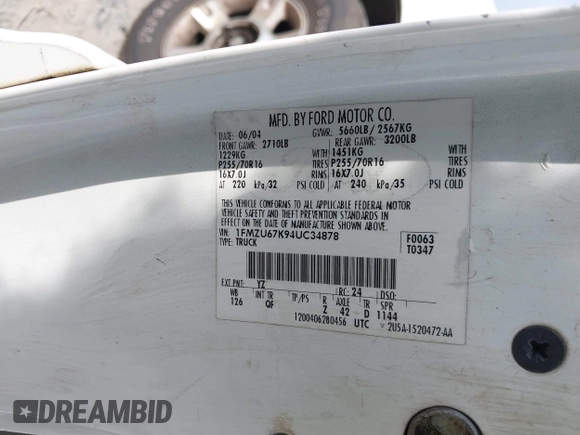 MFD. BY FORD MOTOR CO.
DATE: 06/04 GVWR: 5660LB / 2567KG
FRONT GAWR: 2710LB REAR GAWR: 3200LB
1229KG WITH 1451KG WITH
P255/70R16 TIRES P255/70R16 TIRES
16X7.0J RIMS 16X7.0J RIMS
AT 220 kPa/32 PSI COLD AT 240 kPa/35 PSI COLD
THIS VEHICLE CONFORMS TO ALL APPLICABLE FEDERAL MOTOR
VEHICLE SAFETY AND BUMPER STANDARDS IN
EFFECT ON THE DATE OF MANUFACTURE SHOWN ABOVE.
VIN: 1FMZU67K94UC34878 F0063
TYPE: TRUCK T0347
EXT PNT: YZ RC: 24 DSO:
WB INT TR TP/PS R AXLE TR SPR
126 QF Z 42 D 1144
1200406280456 UTC ▽ 2U5A-1520472-AA
DREAMBID